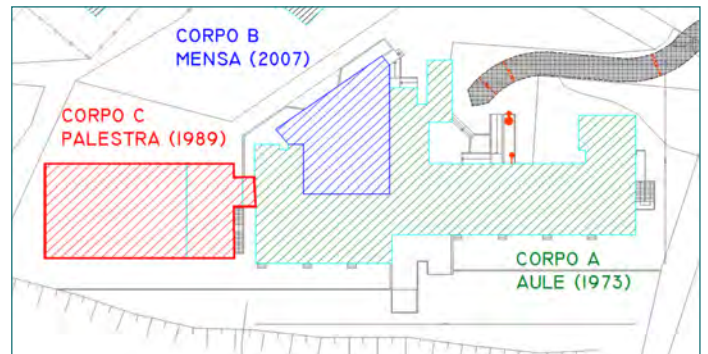 CORPO B
MENSA (2007)
CORPO C
PALESTRA (1989)
CORPO A
AULE (1973)